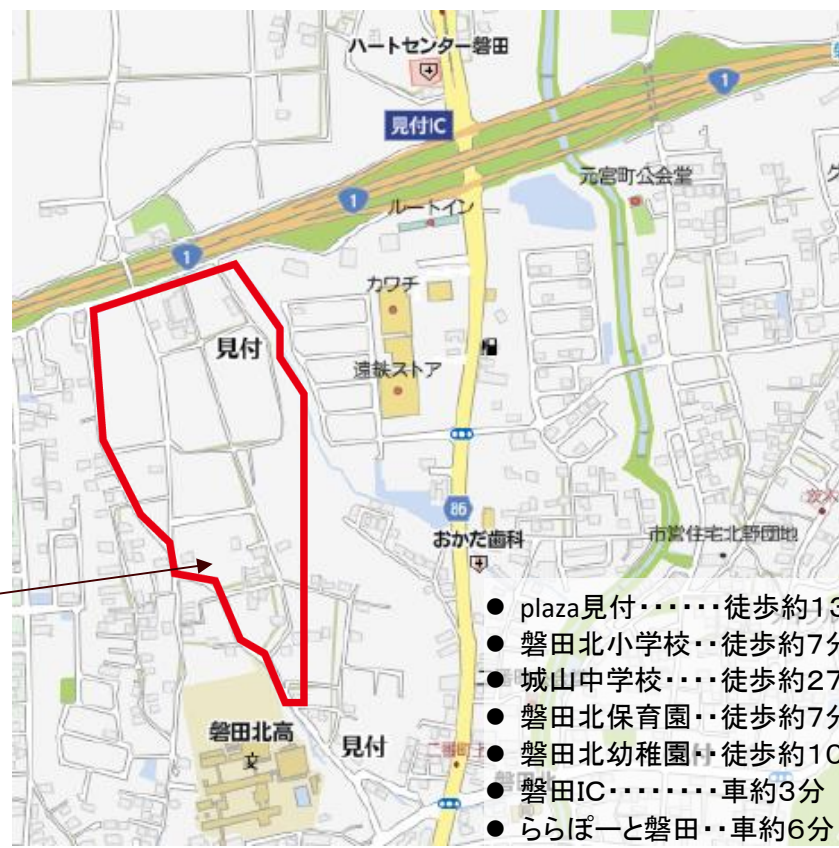 ハートセンター磐田
見付IC
1
元宮町公会堂
1
ルートイン
1
カワチ
見付
遠鉄ストア
86
おかだ歯科
市営住宅北野団地
● plaza見付・・・・・・徒歩約13
● 磐田北小学校・・徒歩約7分
● 城山中学校・・・・徒歩約27
● 磐田北保育園・・徒歩約7分
● 磐田北幼稚園・・徒歩約10
● 磐田IC・・・・・・・・車約3分
● ららぽーと磐田・・車約6分
磐田北高
文
見付